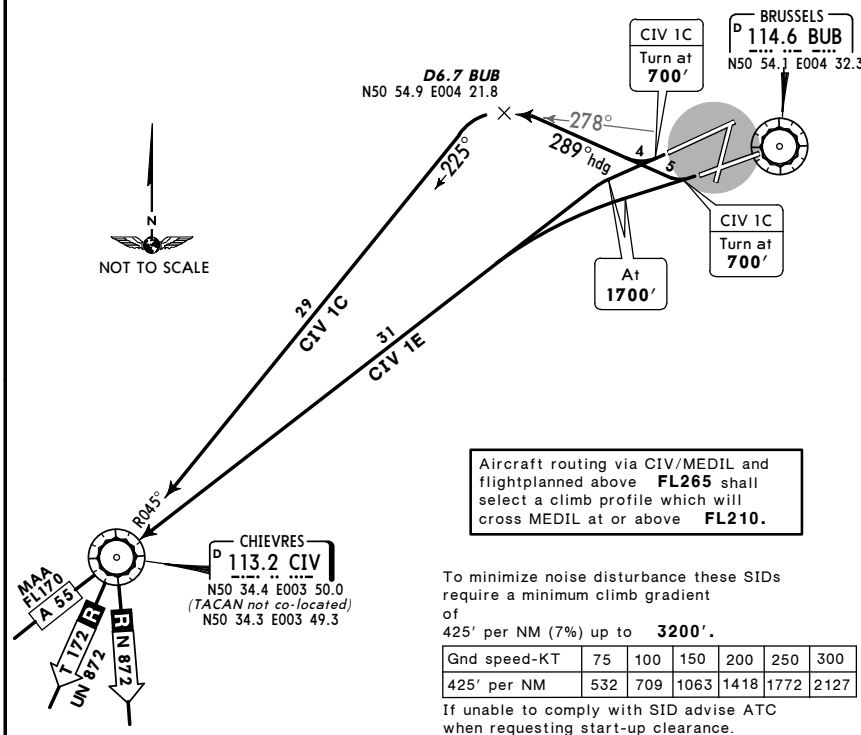 BRUSSELS
D 114.6 BUB
N50 54.1 E004 32.3
CIV 1C
Turn at
700'
D6.7 BUB
N50 54.9 E004 21.8
278°
289°hdg
4
5
225°
CIV 1C
Turn at
700'
At
1700'
N
NOT TO SCALE
29
CIV 1C
31
CIV 1E
R045°
CHIEVRES
D 113.2 CIV
N50 34.4 E003 50.0
(TACAN not co-located)
N50 34.3 E003 49.3
MAA
FL170
A 55
T 172 R
UN 872
R N 872
Aircraft routing via CIV/MEDIL and
flightplanned above FL265 shall
select a climb profile which will
cross MEDIL at or above FL210.
To minimize noise disturbance these SIDs
require a minimum climb gradient
of
425' per NM (7%) up to 3200'.
Gnd speed-KT 75 100 150 200 250 300
425' per NM 532 709 1063 1418 1772 2127
If unable to comply with SID advise ATC
when requesting start-up clearance.